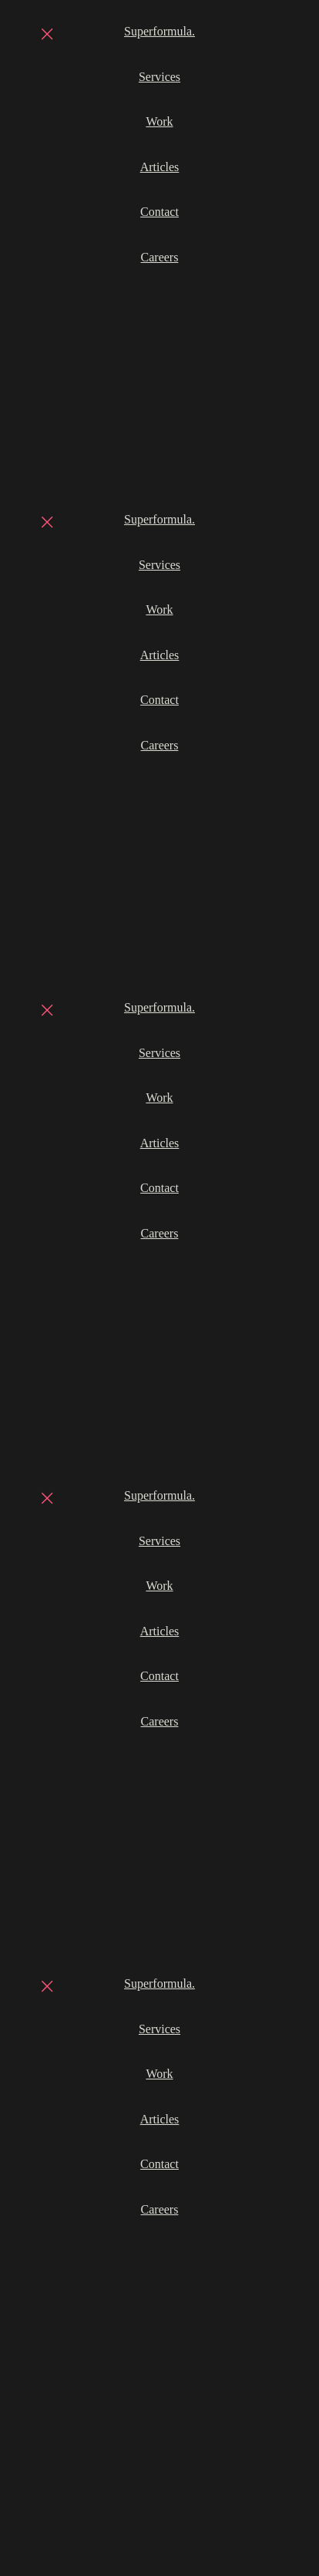 Superformula.
Services
Work
Articles
Contact
Careers
Superformula.
Services
Work
Articles
Contact
Careers
Superformula.
Services
Work
Articles
Contact
Careers
Superformula.
Services
Work
Articles
Contact
Careers
Superformula.
Services
Work
Articles
Contact
Careers